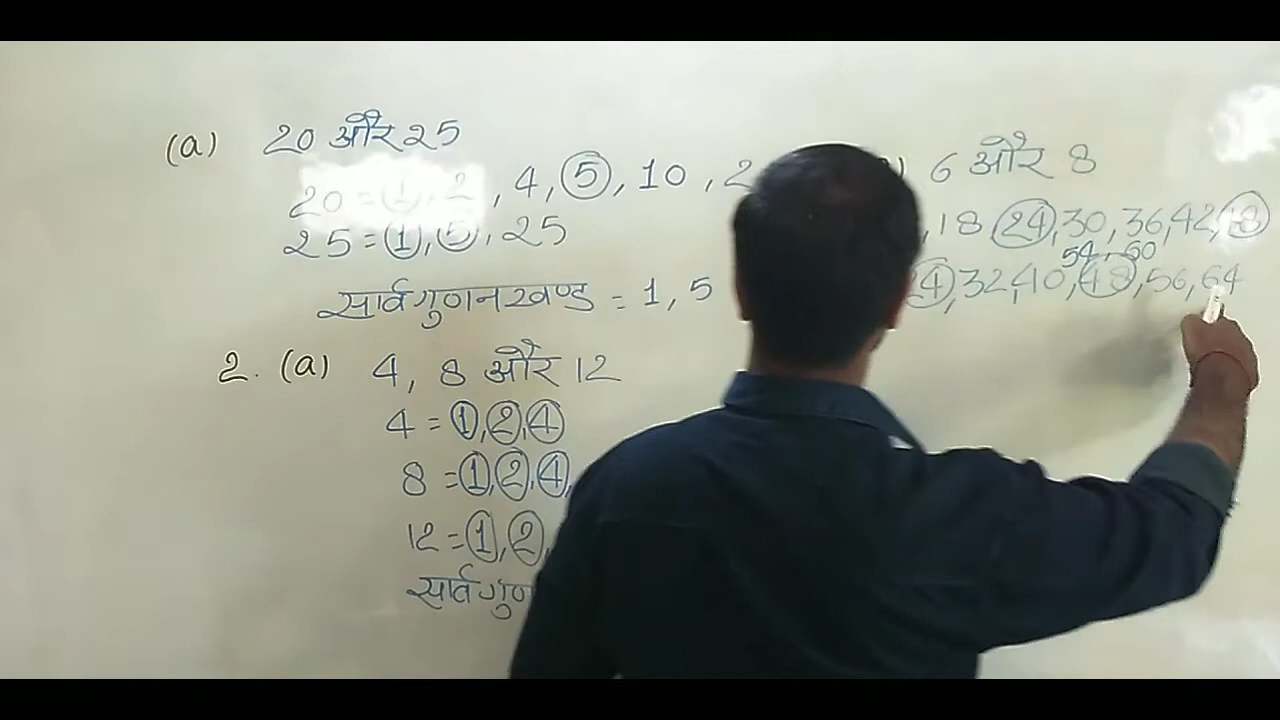 (a) 20 और 25
20 = 1, 2, 4, 5, 10, 2
25 = 1, 5, 25
सार्व गुणनखण्ड = 1, 5
2. (a) 4, 8 और 12
4 = 1, 2, 4
8 = 1, 2, 4,
12 = 1, 2,
सार्व गुण
) 6 और 8
, 18 24, 30, 36, 42, 48
54, 60
24, 32, 40, 48, 56, 64